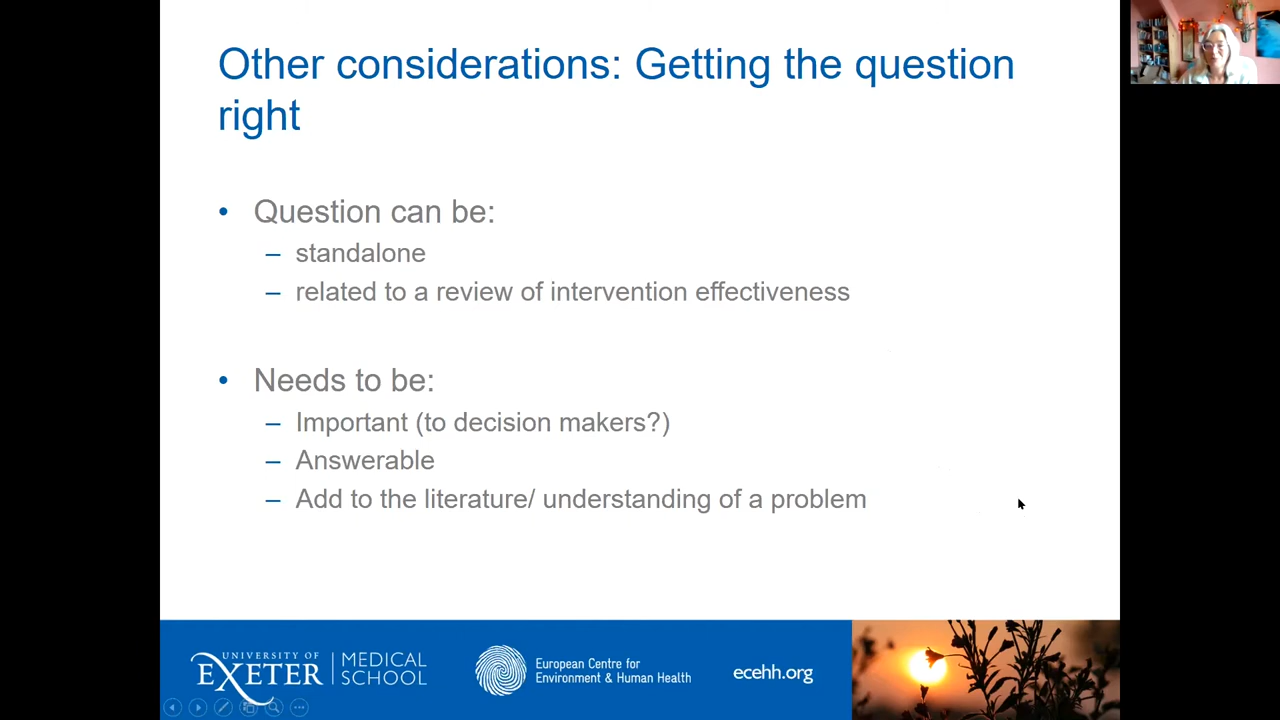 Other considerations: Getting the question
right
• Question can be:
– standalone
– related to a review of intervention effectiveness
• Needs to be:
– Important (to decision makers?)
– Answerable
– Add to the literature/ understanding of a problem
UNIVERSITY OF
EXETER
MEDICAL
SCHOOL
European Centre for
Environment & Human Health
ecehh.org